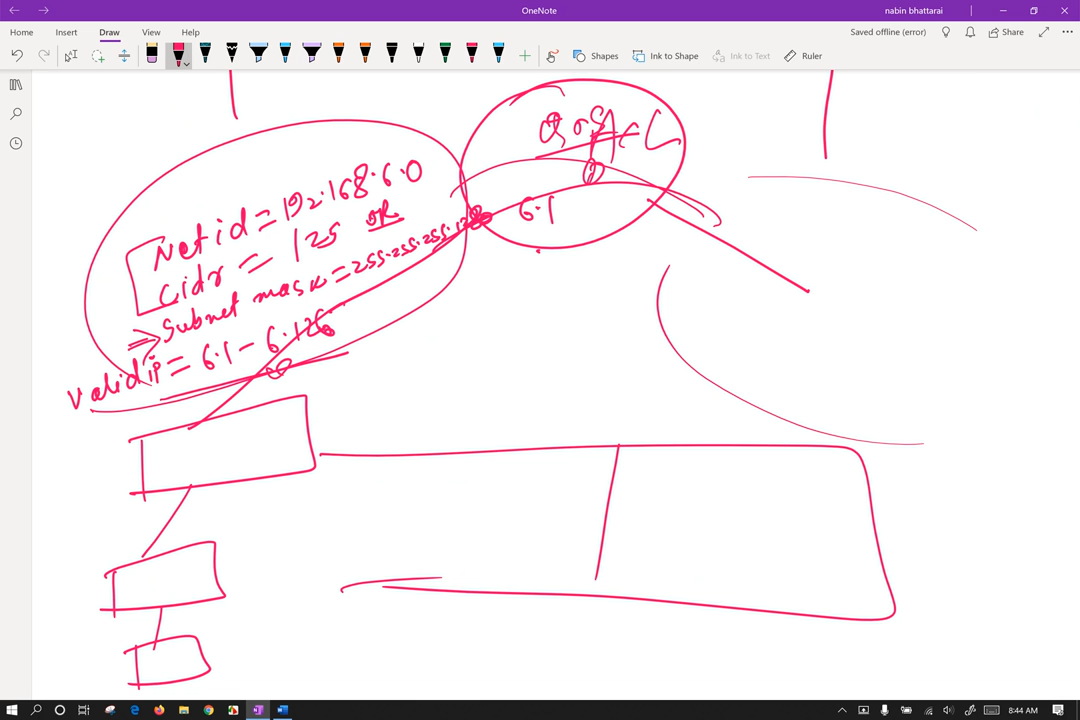 OneNote
nabin bhattarai
Home Insert Draw View Help
Saved offline (error)
Share
Shapes
Ink to Shape
Ink to Text
Ruler
Net id = 192.168.6.0
Cidr = 125 OR
=> Subnet mask = 255.255.255.128
Valid ip = 6.1 - 6.126
6.1
8:44 AM